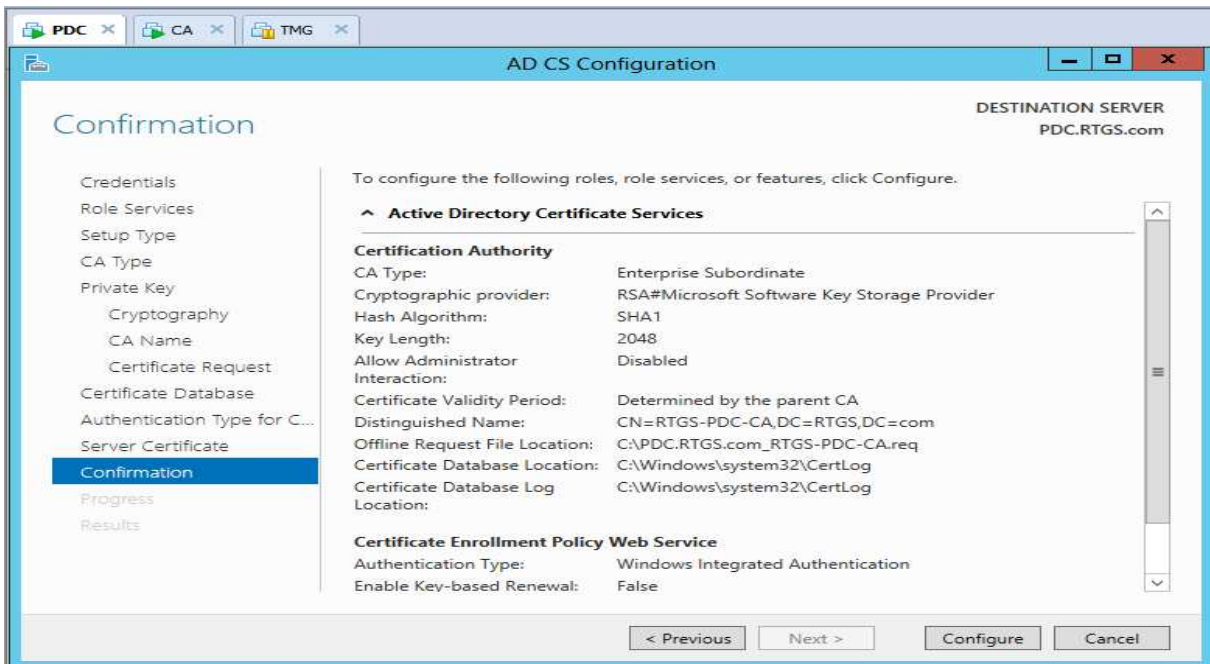 PDC CA TMG
AD CS Configuration
Confirmation
DESTINATION SERVER
PDC.RTGS.com
Credentials
Role Services
Setup Type
CA Type
Private Key
Cryptography
CA Name
Certificate Request
Certificate Database
Authentication Type for C...
Server Certificate
Confirmation
Progress
Results
To configure the following roles, role services, or features, click Configure.
Active Directory Certificate Services
Certification Authority
CA Type: Enterprise Subordinate
Cryptographic provider: RSA#Microsoft Software Key Storage Provider
Hash Algorithm: SHA1
Key Length: 2048
Allow Administrator Disabled
Interaction:
Certificate Validity Period: Determined by the parent CA
Distinguished Name: CN=RTGS-PDC-CA,DC=RTGS,DC=com
Offline Request File Location: C:\PDC.RTGS.com_RTGS-PDC-CA.req
Certificate Database Location: C:\Windows\system32\CertLog
Certificate Database Log C:\Windows\system32\CertLog
Location:
Certificate Enrollment Policy Web Service
Authentication Type: Windows Integrated Authentication
Enable Key-based Renewal: False
< Previous Next > Configure Cancel